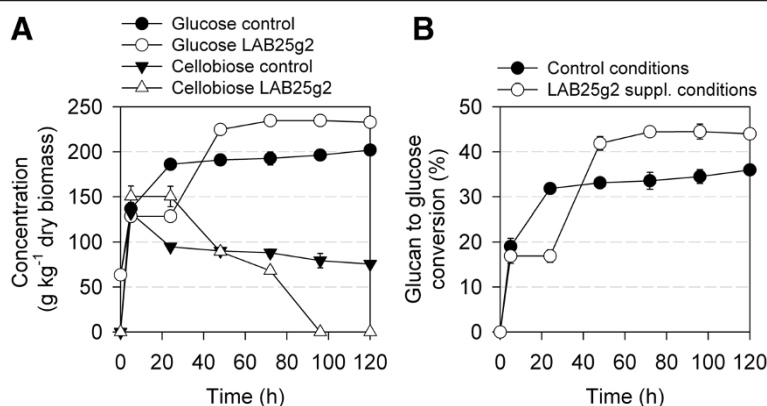 A
Glucose control
Glucose LAB25g2
Cellobiose control
Cellobiose LAB25g2
Concentration
(g kg⁻¹ dry biomass)
250
200
150
100
50
0
0 20 40 60 80 100 120
Time (h)
B
Control conditions
LAB25g2 suppl. conditions
Glucan to glucose
conversion (%)
50
40
30
20
10
0
0 20 40 60 80 100 120
Time (h)